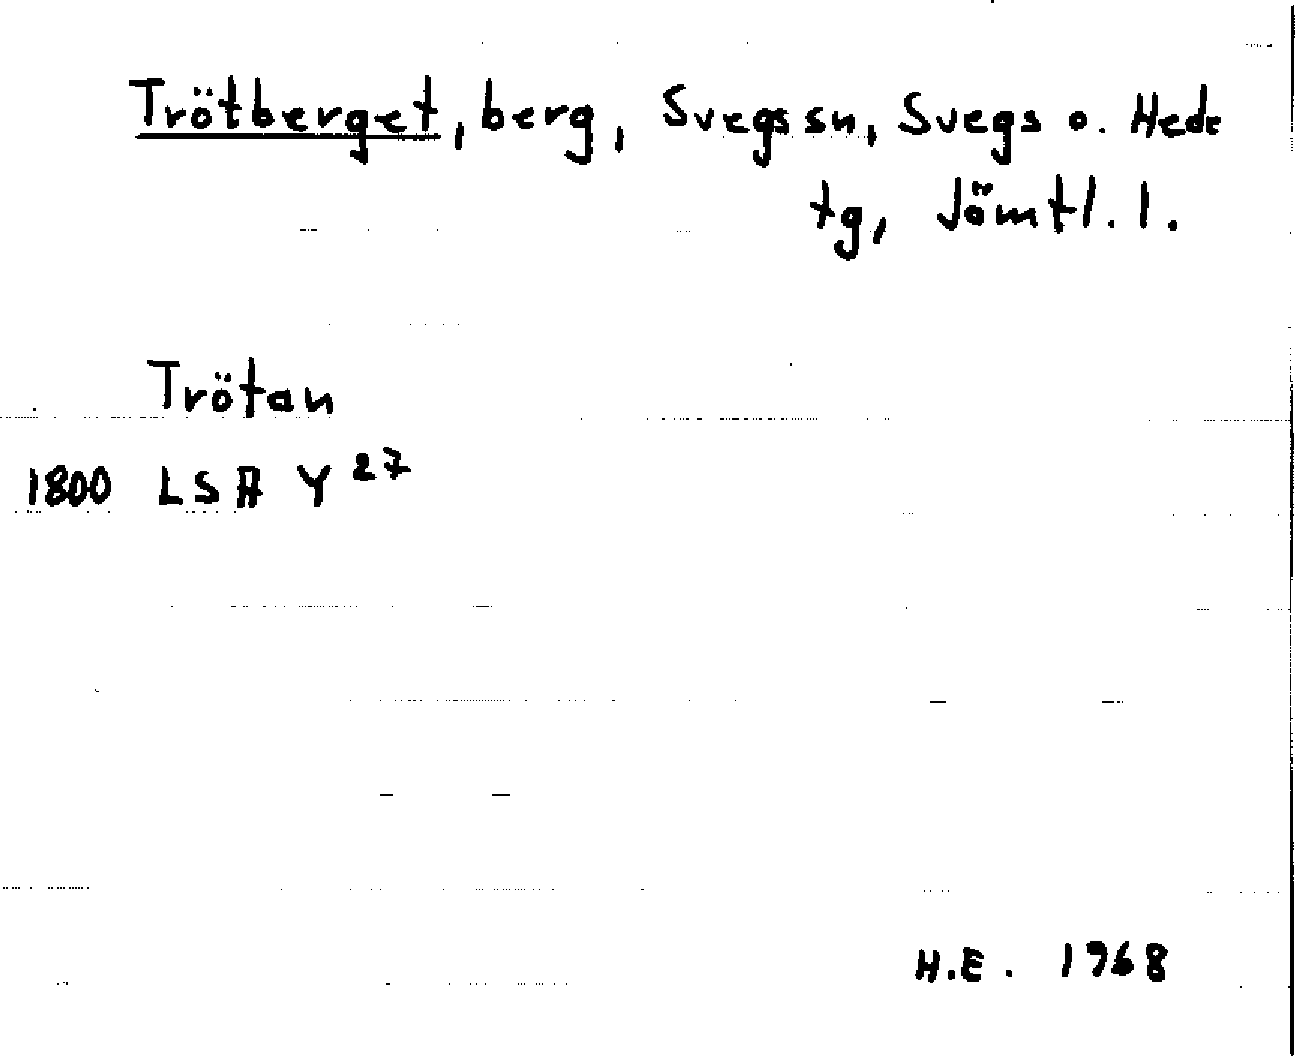 Trötberget, berg, Svegs sn, Svegs o. Hede
tg, Jämtl. l.
Trötan
1800 LSA Y 27
H.E. 1968